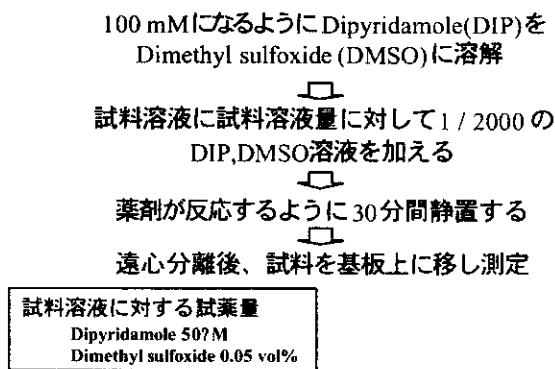 100 mMになるようにDipyridamole(DIP)を
Dimethyl sulfoxide (DMSO)に溶解
試料溶液に試料溶液量に対して1 / 2000 の
DIP,DMSO溶液を加える
薬剤が反応するように30分間静置する
遠心分離後、試料を基板上に移し測定
試料溶液に対する試薬量
Dipyridamole 50?M
Dimethyl sulfoxide 0.05 vol%